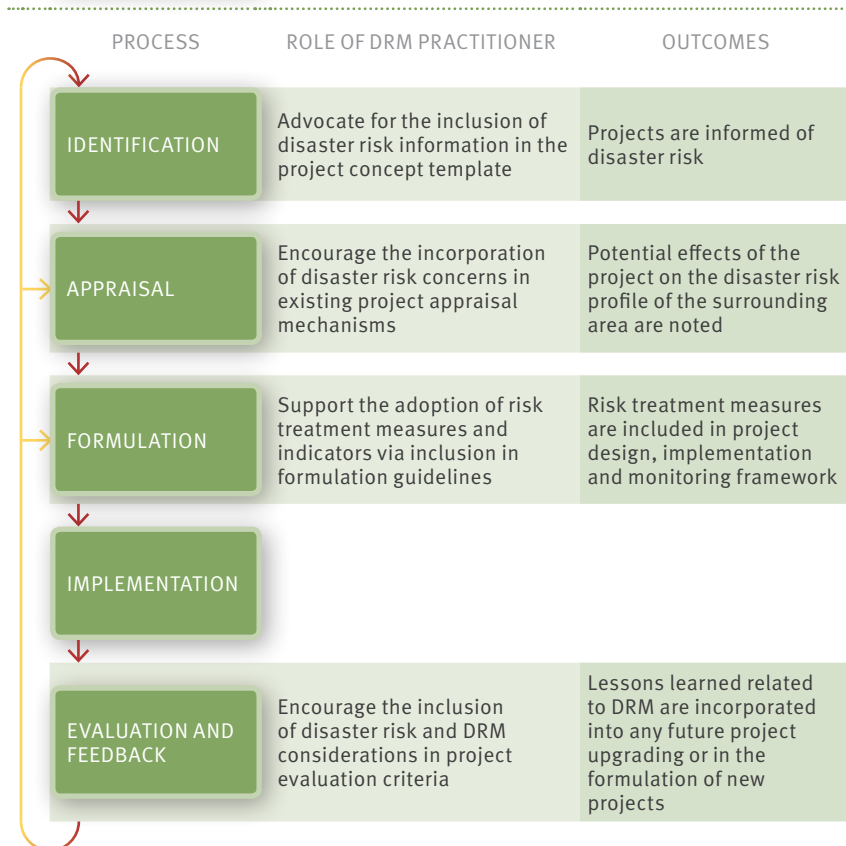 PROCESS
ROLE OF DRM PRACTITIONER
OUTCOMES
IDENTIFICATION
Advocate for the inclusion of
disaster risk information in the
project concept template
Projects are informed of
disaster risk
APPRAISAL
Encourage the incorporation
of disaster risk concerns in
existing project appraisal
mechanisms
Potential effects of the
project on the disaster risk
profile of the surrounding
area are noted
FORMULATION
Support the adoption of risk
treatment measures and
indicators via inclusion in
formulation guidelines
Risk treatment measures
are included in project
design, implementation
and monitoring framework
IMPLEMENTATION
EVALUATION AND
FEEDBACK
Encourage the inclusion
of disaster risk and DRM
considerations in project
evaluation criteria
Lessons learned related
to DRM are incorporated
into any future project
upgrading or in the
formulation of new
projects